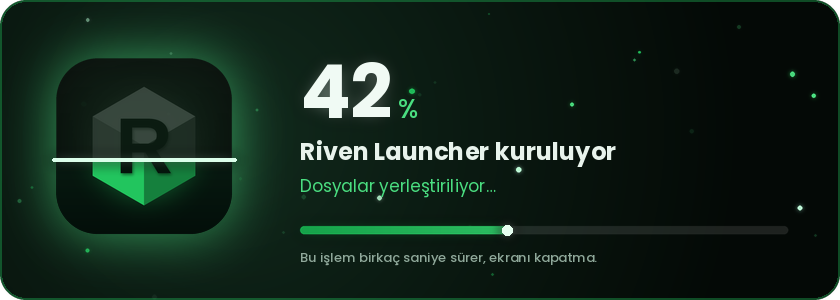 R
42 %
Riven Launcher kuruluyor
Dosyalar yerleştiriliyor...
Bu işlem birkaç saniye sürer, ekranı kapatma.